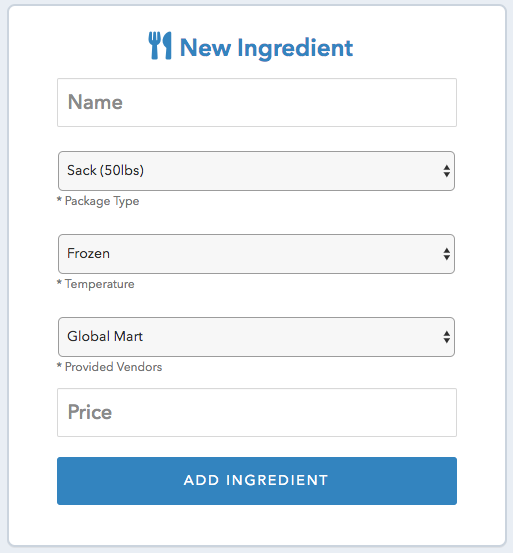 New Ingredient
Name
Sack (50lbs)
* Package Type
Frozen
* Temperature
Global Mart
* Provided Vendors
Price
ADD INGREDIENT